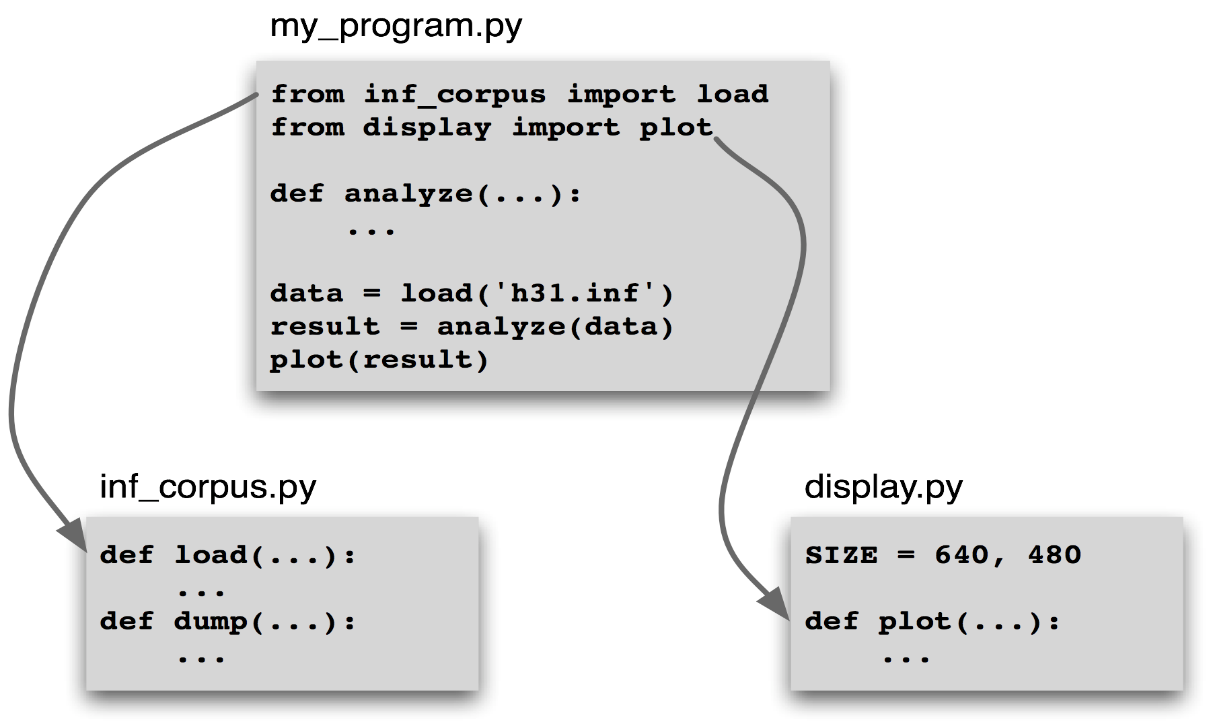 my_program.py
from inf_corpus import load
from display import plot
def analyze(...):
    ...
data = load('h31.inf')
result = analyze(data)
plot(result)
inf_corpus.py
def load(...):
    ...
def dump(...):
    ...
display.py
SIZE = 640, 480
def plot(...):
    ...